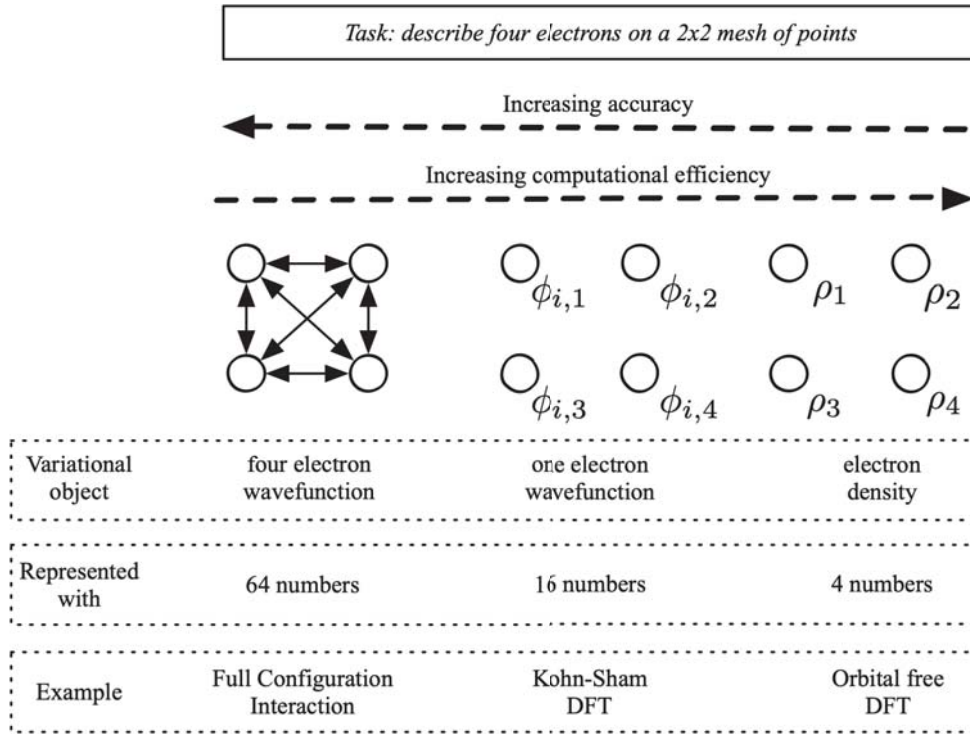 Task: describe four electrons on a 2x2 mesh of points
Increasing accuracy
Increasing computational efficiency
ϕi,1 ϕi,2 ρ1 ρ2
ϕi,3 ϕi,4 ρ3 ρ4
Variational four electron one electron electron
object wavefunction wavefunction density
Represented
with 64 numbers 16 numbers 4 numbers
Example Full Configuration Kohn-Sham Orbital free
Interaction DFT DFT